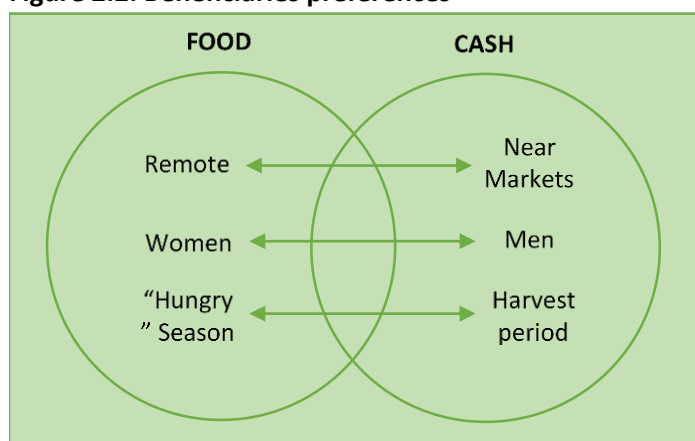 Figure 2.2: Beneficiaries preferences
FOOD
CASH
Remote
Near
Markets
Women
Men
“Hungry
” Season
Harvest
period